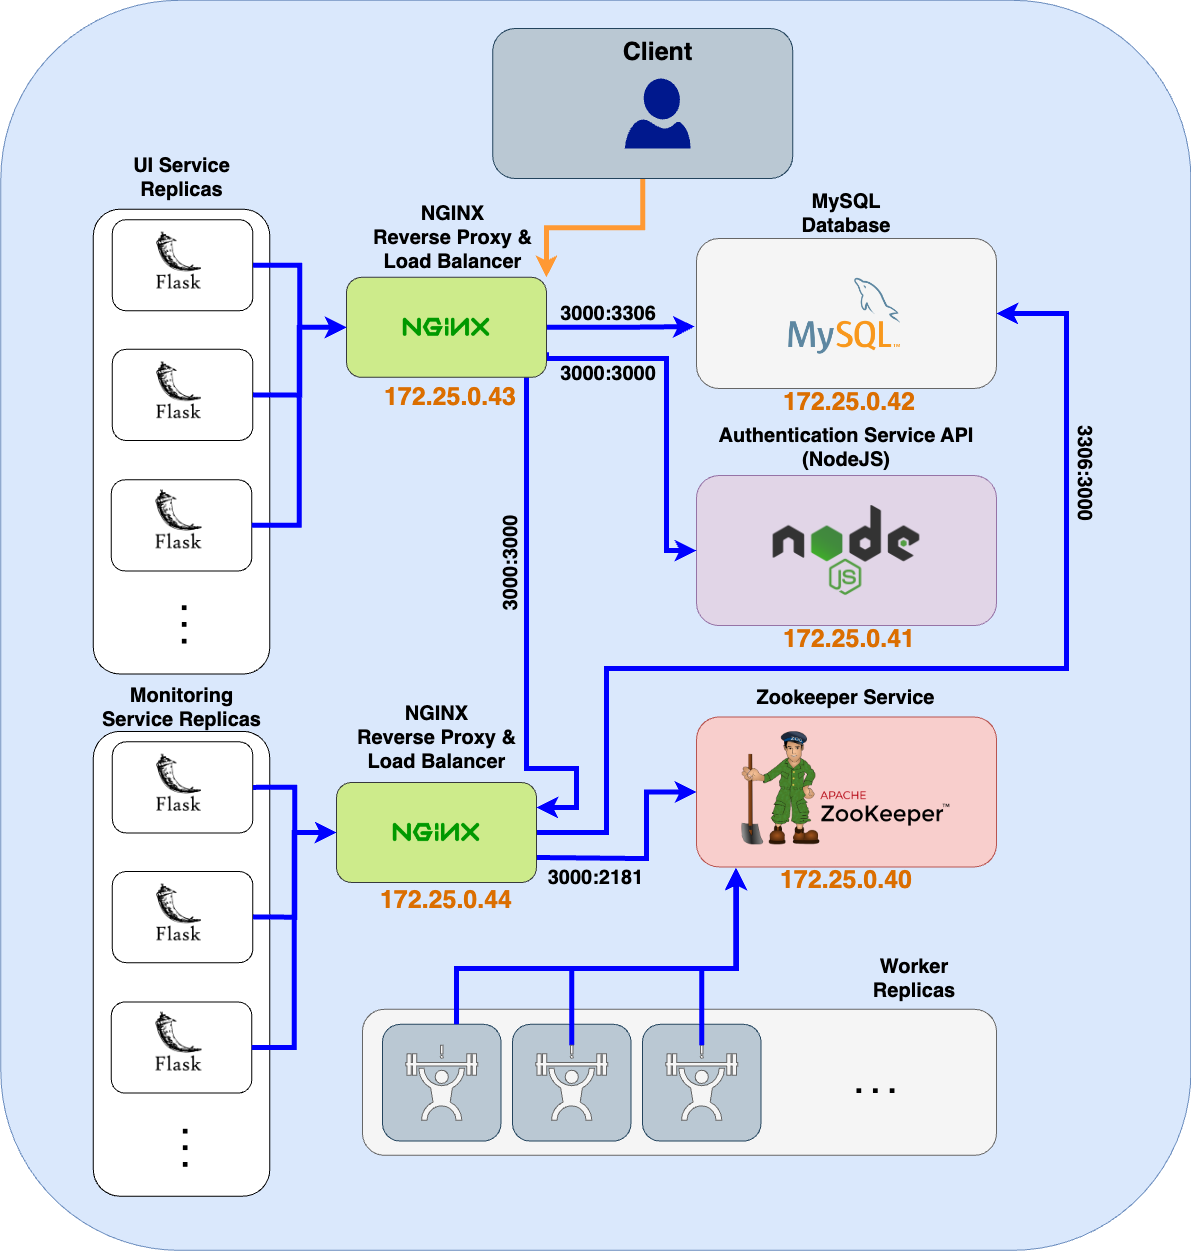 Client
UI Service
Replicas
Flask
Flask
Flask
NGINX
Reverse Proxy &
Load Balancer
NGINX
172.25.0.43
3000:3306
3000:3000
MySQL
Database
MySQL™
172.25.0.42
Authentication Service API
(NodeJS)
node
JS
172.25.0.41
3306:3000
3000:3000
Monitoring
Service Replicas
Flask
Flask
Flask
NGINX
Reverse Proxy &
Load Balancer
NGINX
172.25.0.44
3000:2181
Zookeeper Service
ZOO
APACHE
ZooKeeper™
172.25.0.40
Worker
Replicas